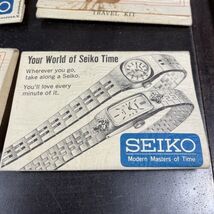 TRAVEL KIT
Your World of Seiko Time
Wherever you go,
take along a Seiko.
You'll love every
minute of it.
SEIKO
Modern Masters of Time